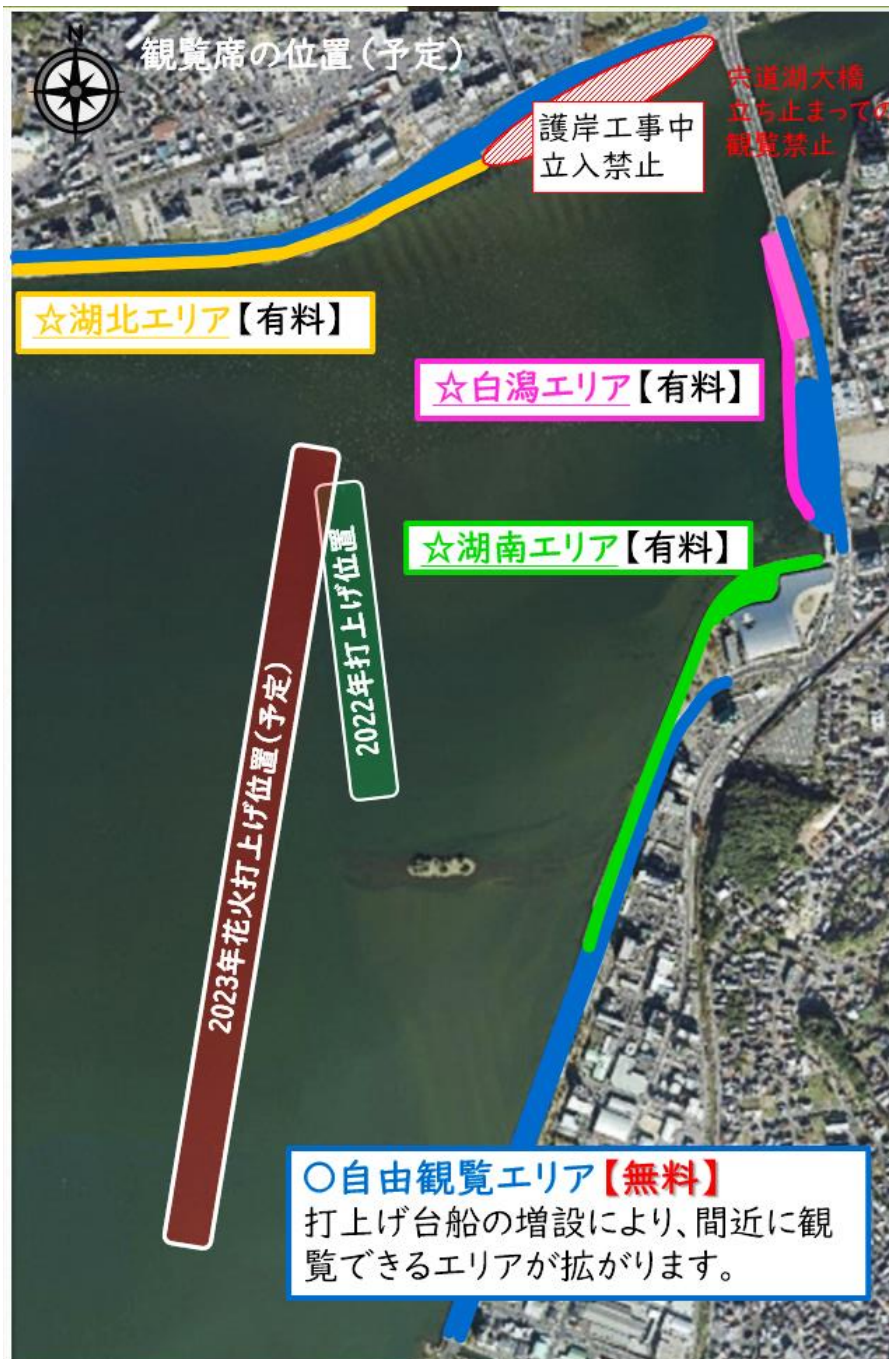 N
観覧席の位置（予定）
宍道湖大橋
立ち止まっての
観覧禁止
護岸工事中
立入禁止
☆湖北エリア【有料】
☆白潟エリア【有料】
☆湖南エリア【有料】
2022年打上げ位置
2023年花火打上げ位置（予定）
〇自由観覧エリア【無料】
打上げ台船の増設により、間近に観
覧できるエリアが拡がります。